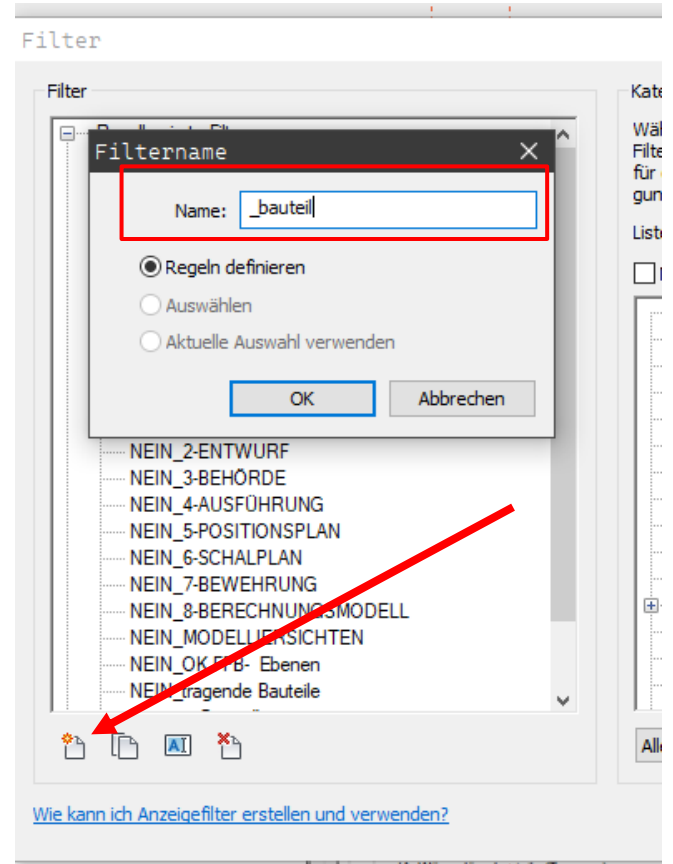 Filter
Filter
Filtername
Name: _bauteil
Regeln definieren
Auswählen
Aktuelle Auswahl verwenden
OK Abbrechen
NEIN_2-ENTWURF
NEIN_3-BEHÖRDE
NEIN_4-AUSFÜHRUNG
NEIN_5-POSITIONSPLAN
NEIN_6-SCHALPLAN
NEIN_7-BEWEHRUNG
NEIN_8-BERECHNUNGSMODELL
NEIN_MODELLIERSICHTEN
NEIN_OK FPB- Ebenen
NEIN_tragende Bauteile
Wie kann ich Anzeigefilter erstellen und verwenden?
Kate
Wäh
Filte
für
gun
Liste
Alle